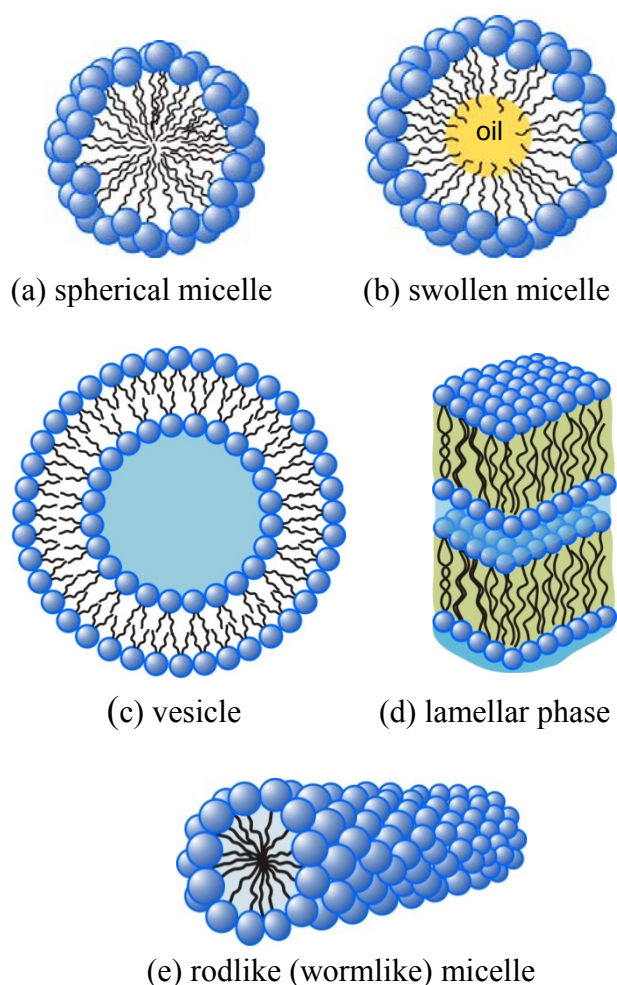 oil
(a) spherical micelle
(b) swollen micelle
(c) vesicle
(d) lamellar phase
(e) rodlike (wormlike) micelle